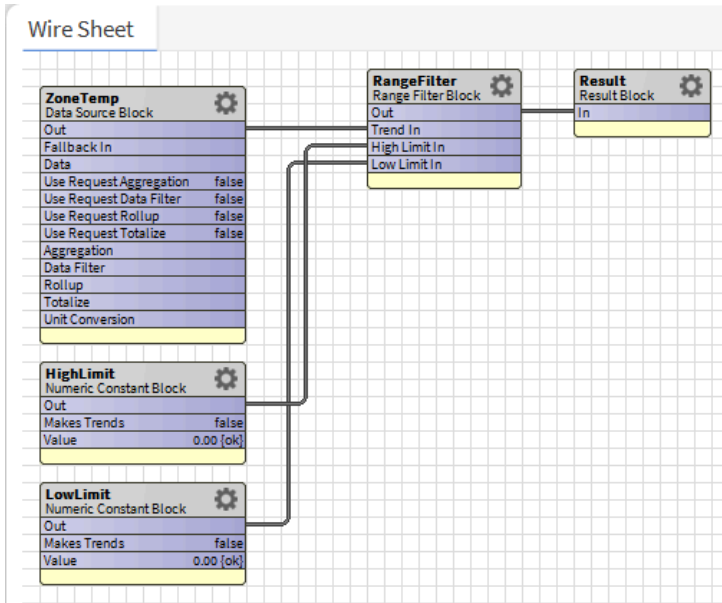 Wire Sheet
ZoneTemp
Data Source Block
Out
Fallback In
Data
Use Request Aggregation false
Use Request Data Filter false
Use Request Rollup false
Use Request Totalize false
Aggregation
Data Filter
Rollup
Totalize
Unit Conversion
HighLimit
Numeric Constant Block
Out
Makes Trends false
Value 0.00 {ok}
LowLimit
Numeric Constant Block
Out
Makes Trends false
Value 0.00 {ok}
RangeFilter
Range Filter Block
Out
Trend In
High Limit In
Low Limit In
Result
Result Block
In